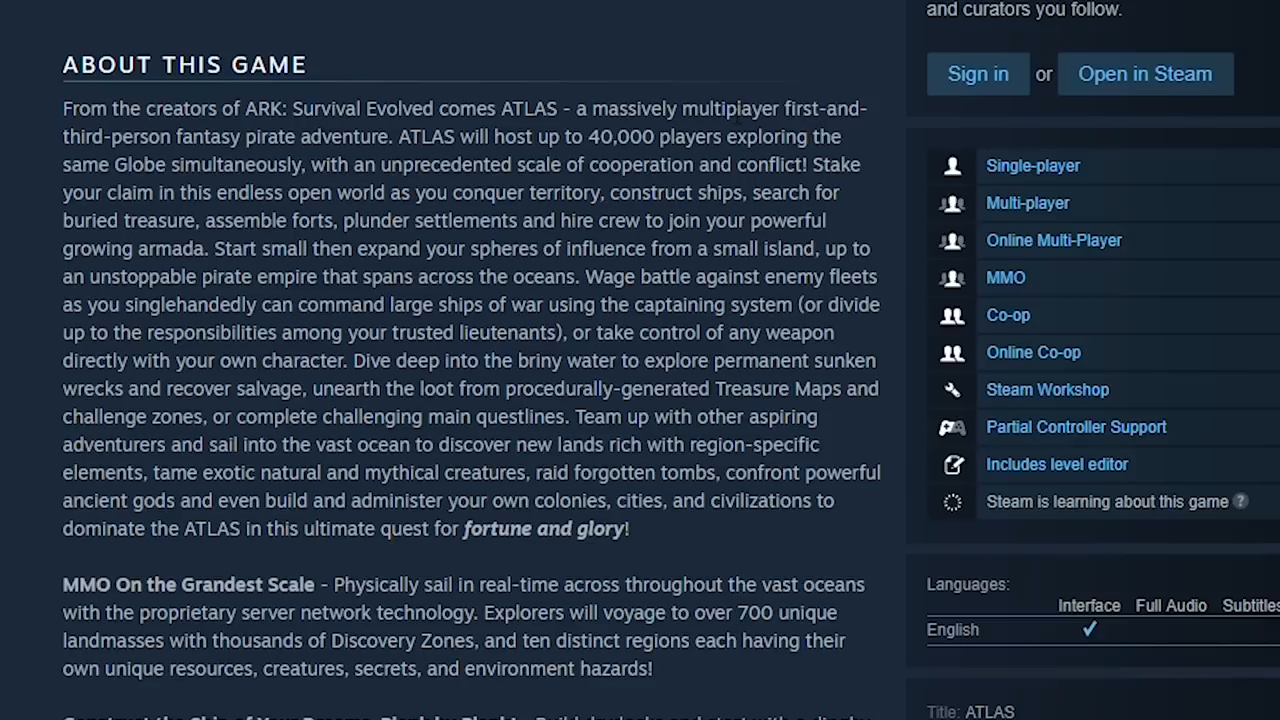 and curators you follow.
Sign in or Open in Steam
ABOUT THIS GAME
From the creators of ARK: Survival Evolved comes ATLAS - a massively multiplayer first-and-
third-person fantasy pirate adventure. ATLAS will host up to 40,000 players exploring the
same Globe simultaneously, with an unprecedented scale of cooperation and conflict! Stake
your claim in this endless open world as you conquer territory, construct ships, search for
buried treasure, assemble forts, plunder settlements and hire crew to join your powerful
growing armada. Start small then expand your spheres of influence from a small island, up to
an unstoppable pirate empire that spans across the oceans. Wage battle against enemy fleets
as you singlehandedly can command large ships of war using the captaining system (or divide
up to the responsibilities among your trusted lieutenants), or take control of any weapon
directly with your own character. Dive deep into the briny water to explore permanent sunken
wrecks and recover salvage, unearth the loot from procedurally-generated Treasure Maps and
challenge zones, or complete challenging main questlines. Team up with other aspiring
adventurers and sail into the vast ocean to discover new lands rich with region-specific
elements, tame exotic natural and mythical creatures, raid forgotten tombs, confront powerful
ancient gods and even build and administer your own colonies, cities, and civilizations to
dominate the ATLAS in this ultimate quest for fortune and glory!
MMO On the Grandest Scale - Physically sail in real-time across throughout the vast oceans
with the proprietary server network technology. Explorers will voyage to over 700 unique
landmasses with thousands of Discovery Zones, and ten distinct regions each having their
own unique resources, creatures, secrets, and environment hazards!
Single-player
Multi-player
Online Multi-Player
MMO
Co-op
Online Co-op
Steam Workshop
Partial Controller Support
Includes level editor
Steam is learning about this game ?
Languages:
Interface Full Audio Subtitles
English ✓
Title: ATLAS